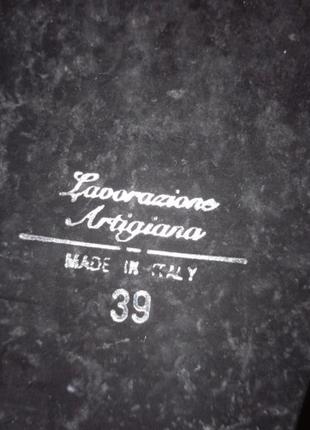 Lavorazione
Artigiana
MADE IN ITALY
39